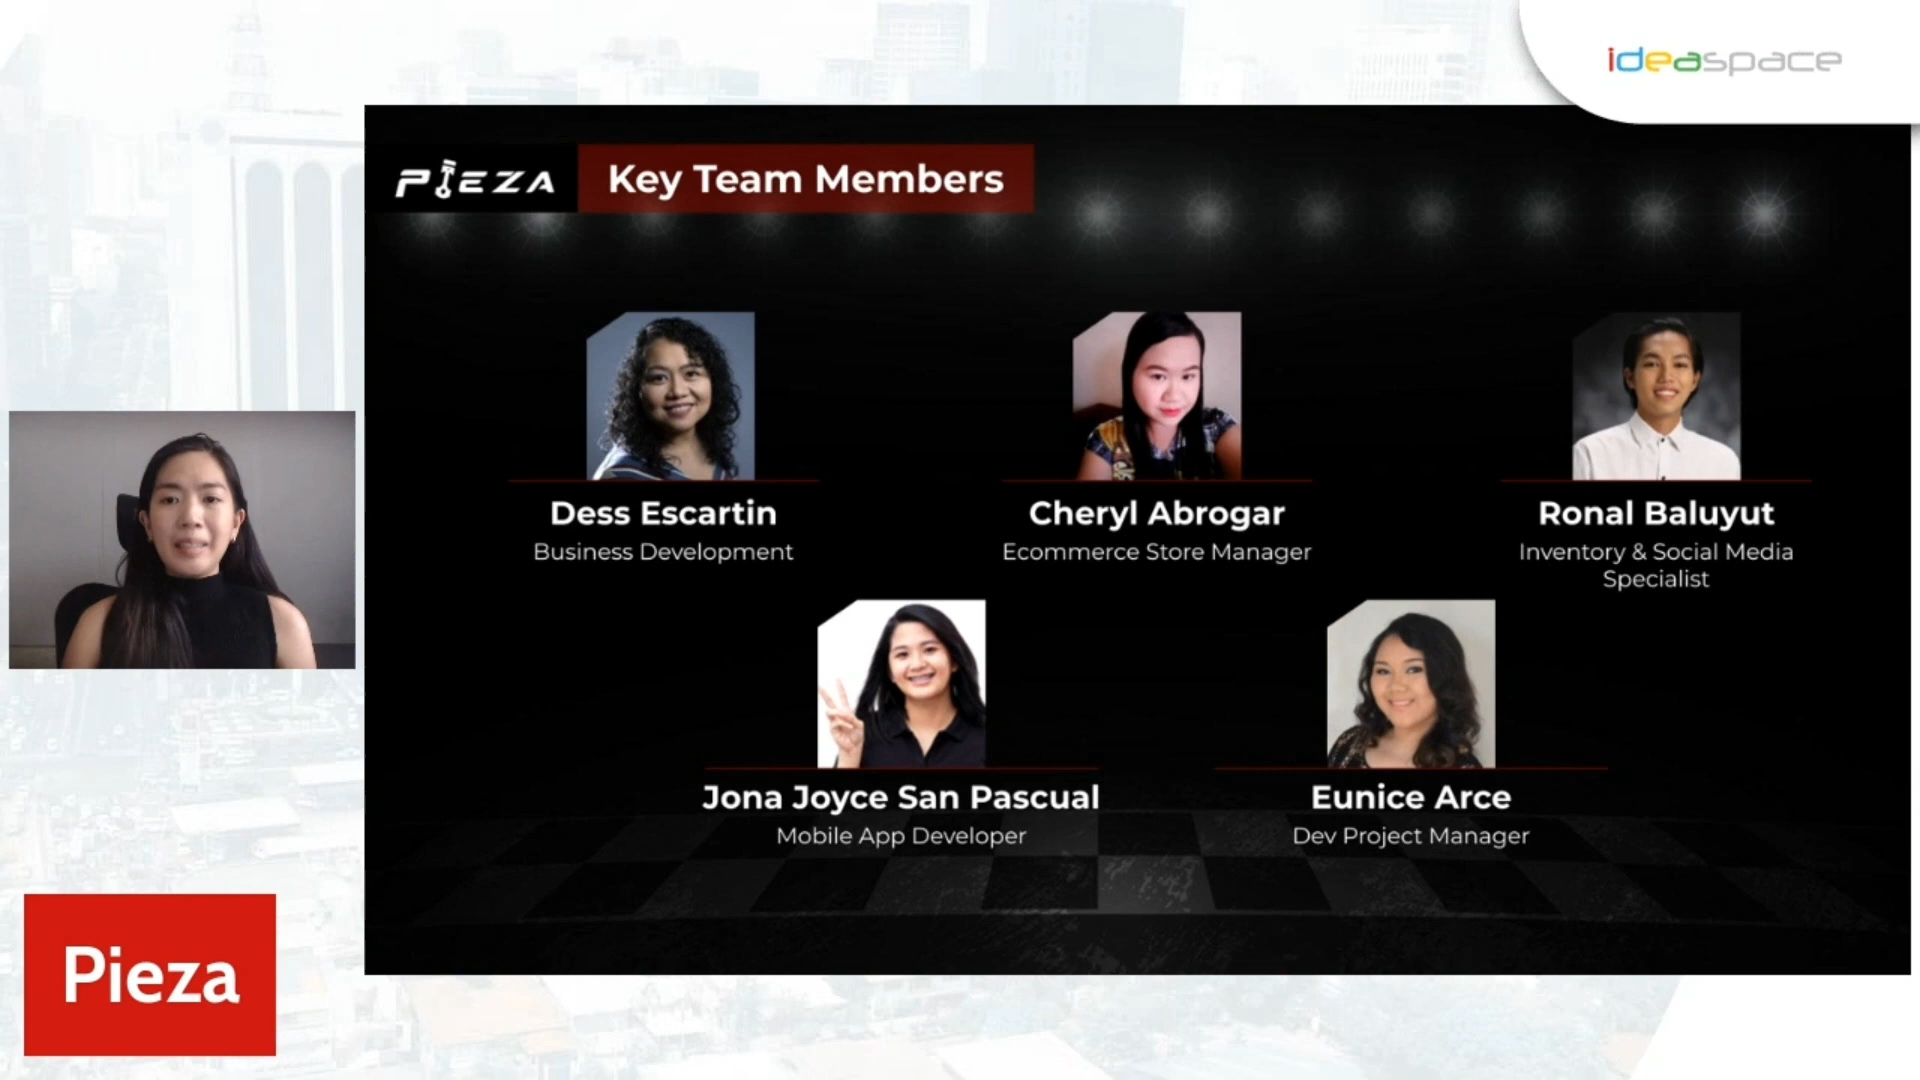 ideaspace
PIEZA
Key Team Members
Dess Escartin
Business Development
Cheryl Abrogar
Ecommerce Store Manager
Ronal Baluyut
Inventory & Social Media
Specialist
Jona Joyce San Pascual
Mobile App Developer
Eunice Arce
Dev Project Manager
Pieza